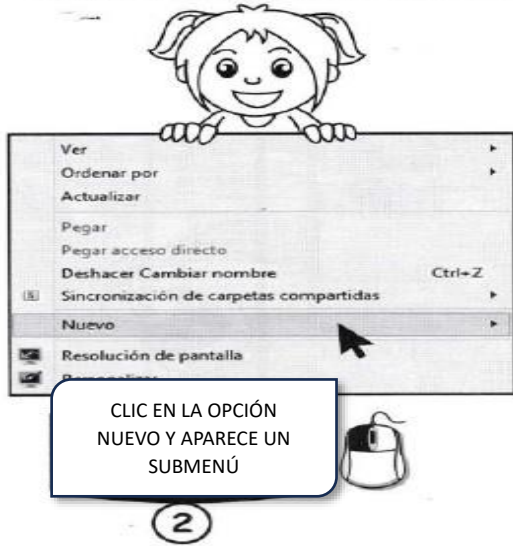 Ver
Ordenar por
Actualizar
Pegar
Pegar acceso directo
Deshacer Cambiar nombre Ctrl+Z
Sincronización de carpetas compartidas
Nuevo
Resolución de pantalla
CLIC EN LA OPCIÓN
NUEVO Y APARECE UN
SUBMENÚ
2